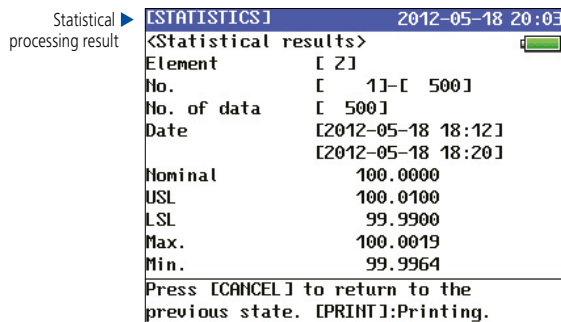 Statistical
processing result
[STATISTICS] 2012-05-18 20:03
<Statistical results>
Element [ Z]
No. [ 1]-[ 500]
No. of data [ 500]
Date [2012-05-18 18:12]
[2012-05-18 18:20]
Nominal 100.0000
USL 100.0100
LSL 99.9900
Max. 100.0019
Min. 99.9964
Press [CANCEL] to return to the
previous state. [PRINT]:Printing.